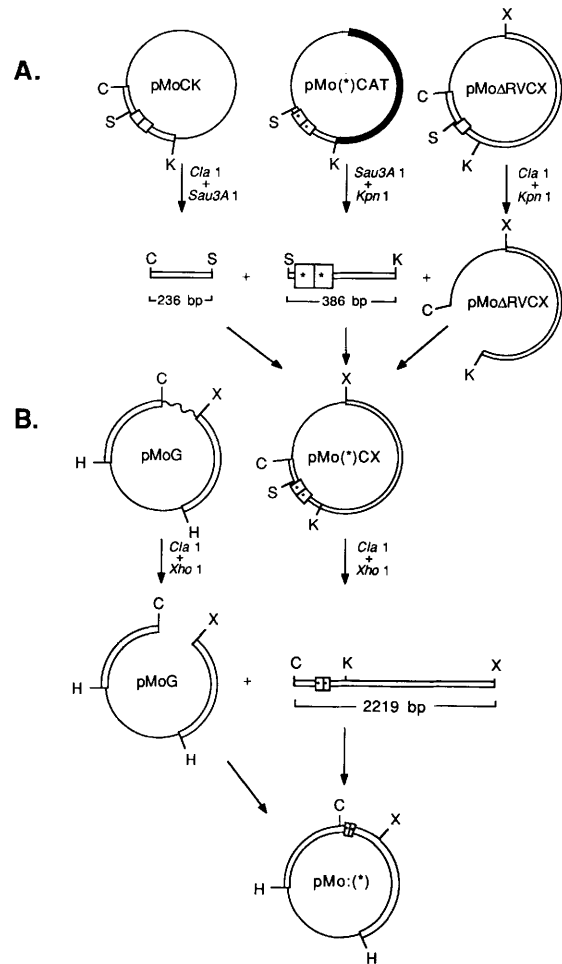 A.
pMoCK
C
S
K
pMo(*)CAT
S
K
pMoΔRVCX
X
C
S
K
Cla 1
+
Sau3A 1
Sau3A 1
+
Kpn 1
Cla 1
+
Kpn 1
C S
236 bp
+
S K
* *
386 bp
+
X
pMoΔRVCX
C
K
B.
C
X
pMoG
H
H
X
pMo(*)CX
C
S
K
Cla 1
+
Xho 1
Cla 1
+
Xho 1
C
X
pMoG
H
H
+
C K X
2219 bp
C
X
pMo:(*)
H
H